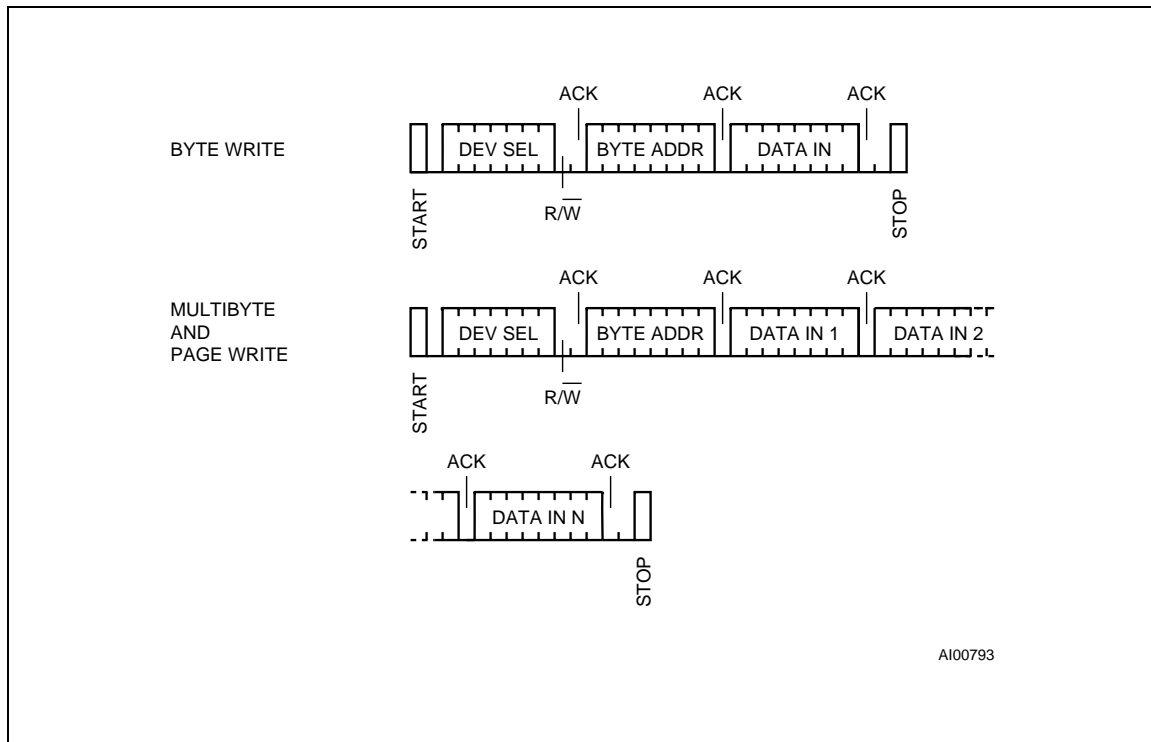 ACK ACK ACK
BYTE WRITE
DEV SEL BYTE ADDR DATA IN
R/W̅
START
STOP
ACK ACK ACK
MULTIBYTE
AND
PAGE WRITE
DEV SEL BYTE ADDR DATA IN 1 DATA IN 2
R/W̅
START
ACK ACK
DATA IN N
STOP
AI00793